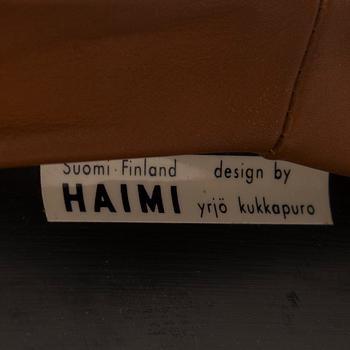 Suomi · Finland design by
HAIMI yrjö kukkapuro